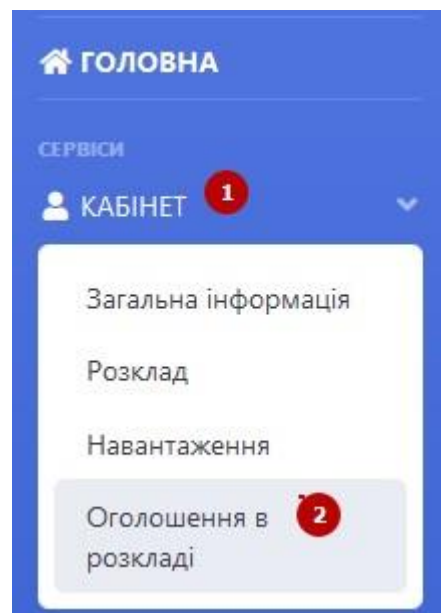 ГОЛОВНА
СЕРВІСИ
КАБІНЕТ 1
Загальна інформація
Розклад
Навантаження
Оголошення в 2
розкладі